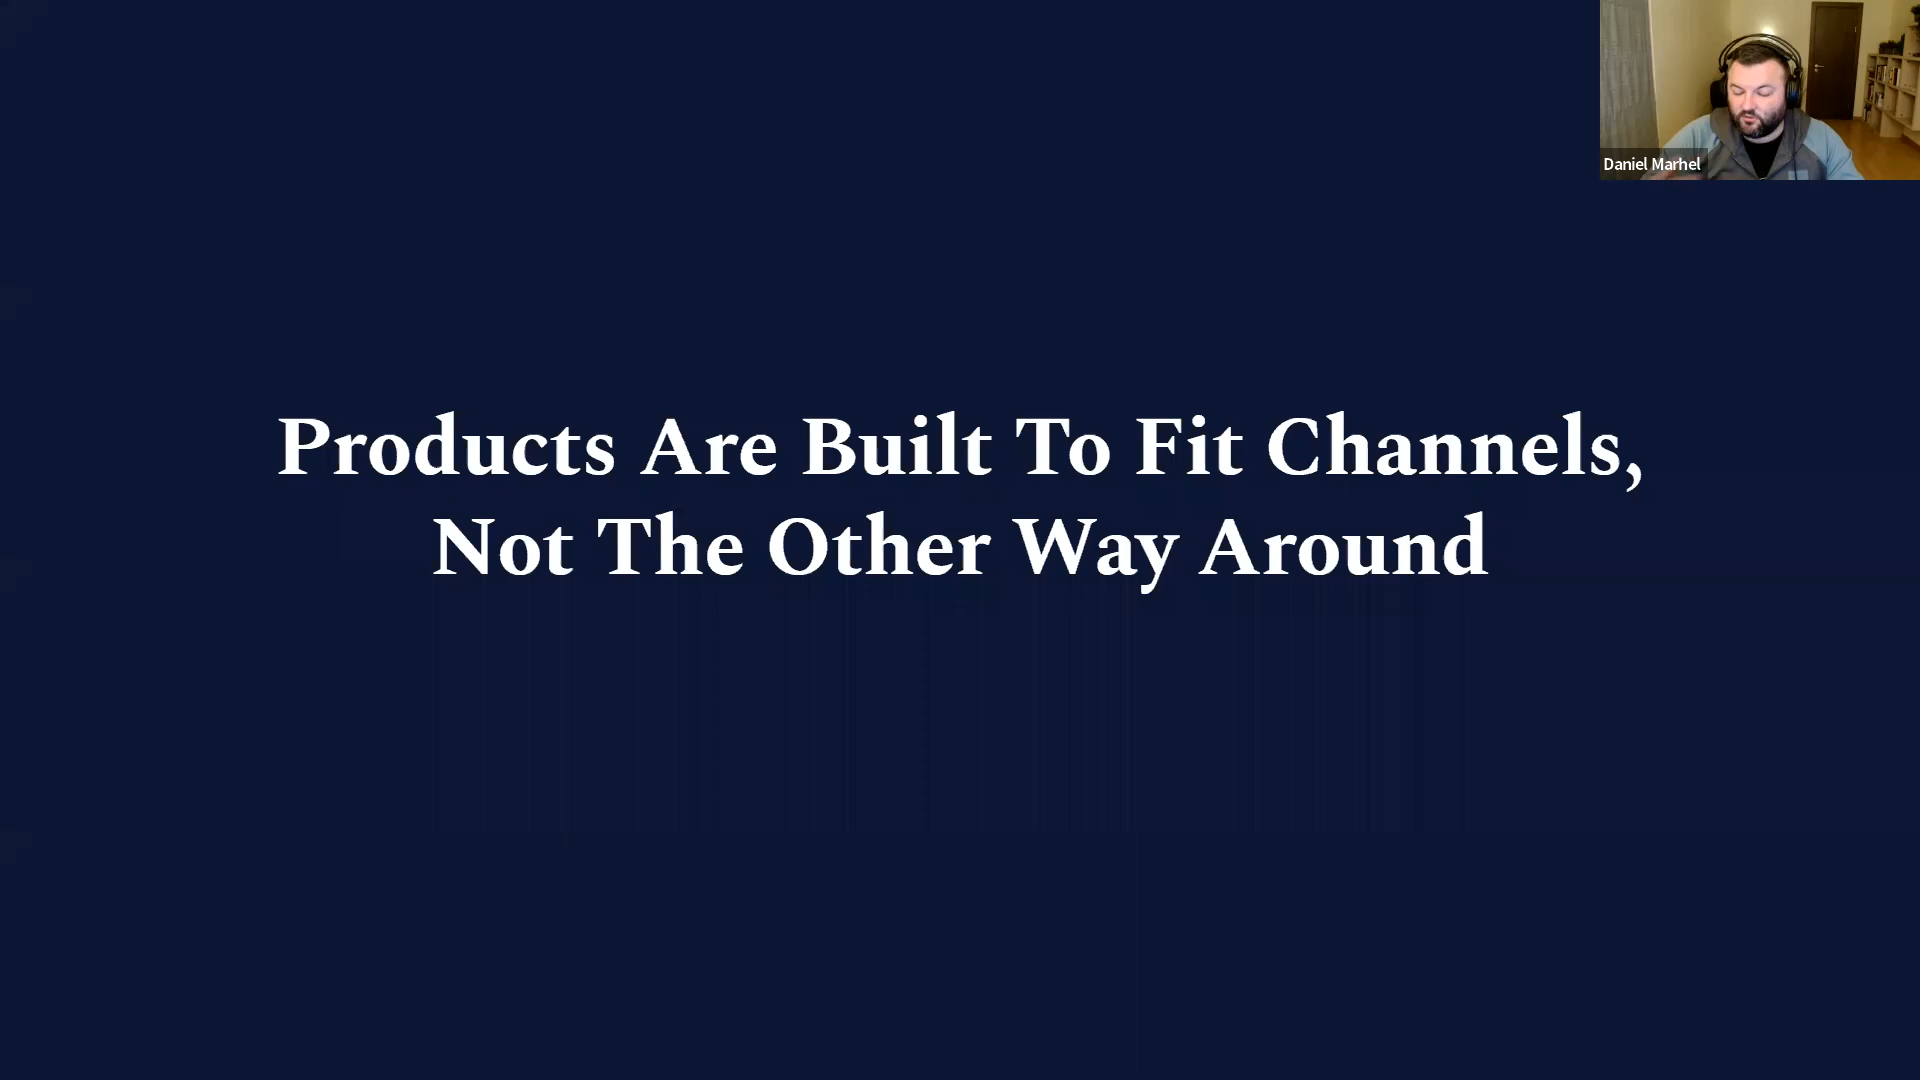 Daniel Marhel
Products Are Built To Fit Channels,
Not The Other Way Around